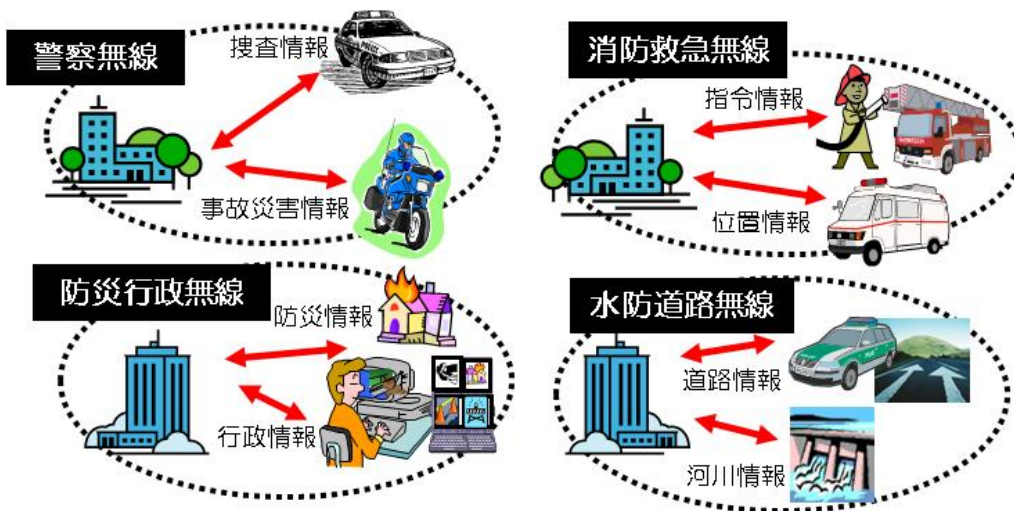 警察無線
捜査情報
事故災害情報
消防救急無線
指令情報
位置情報
防災行政無線
防災情報
行政情報
水防道路無線
道路情報
河川情報